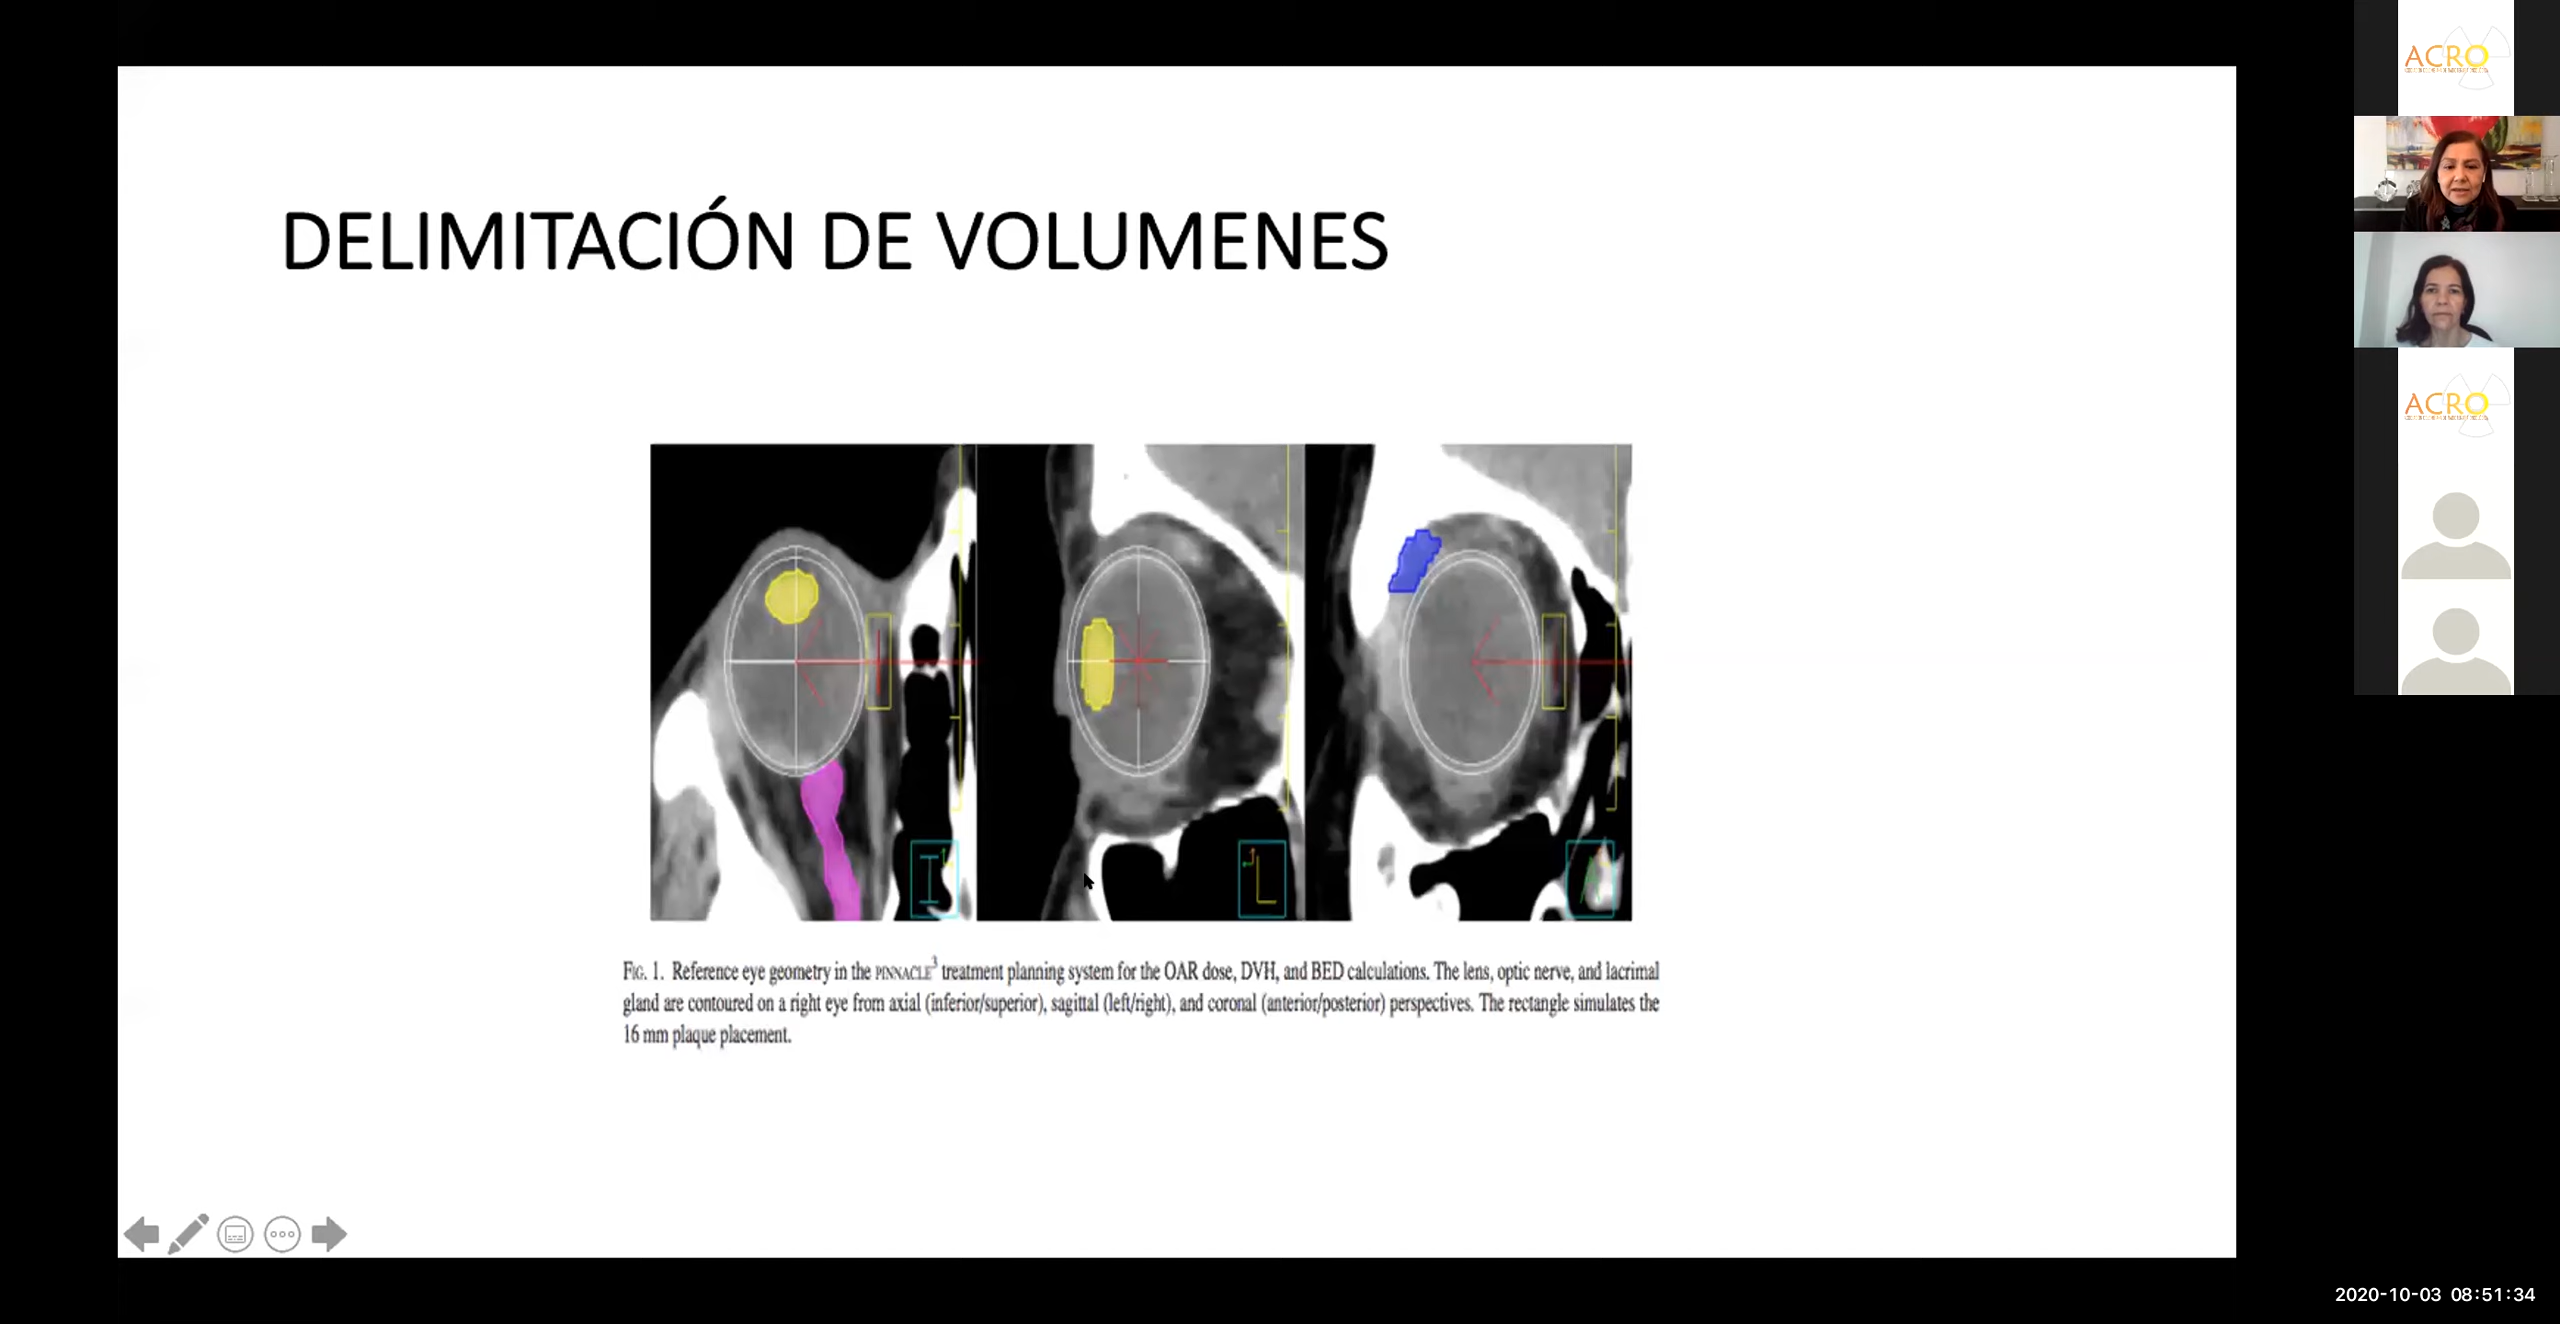 ACRO
DELIMITACIÓN DE VOLUMENES
ACRO
I
L
A
FIG. 1. Reference eye geometry in the PINNACLE3 treatment planning system for the OAR dose, DVH, and BED calculations. The lens, optic nerve, and lacrimal
gland are contoured on a right eye from axial (inferior/superior), sagittal (left/right), and coronal (anterior/posterior) perspectives. The rectangle simulates the
16 mm plaque placement.
2020-10-03 08:51:34